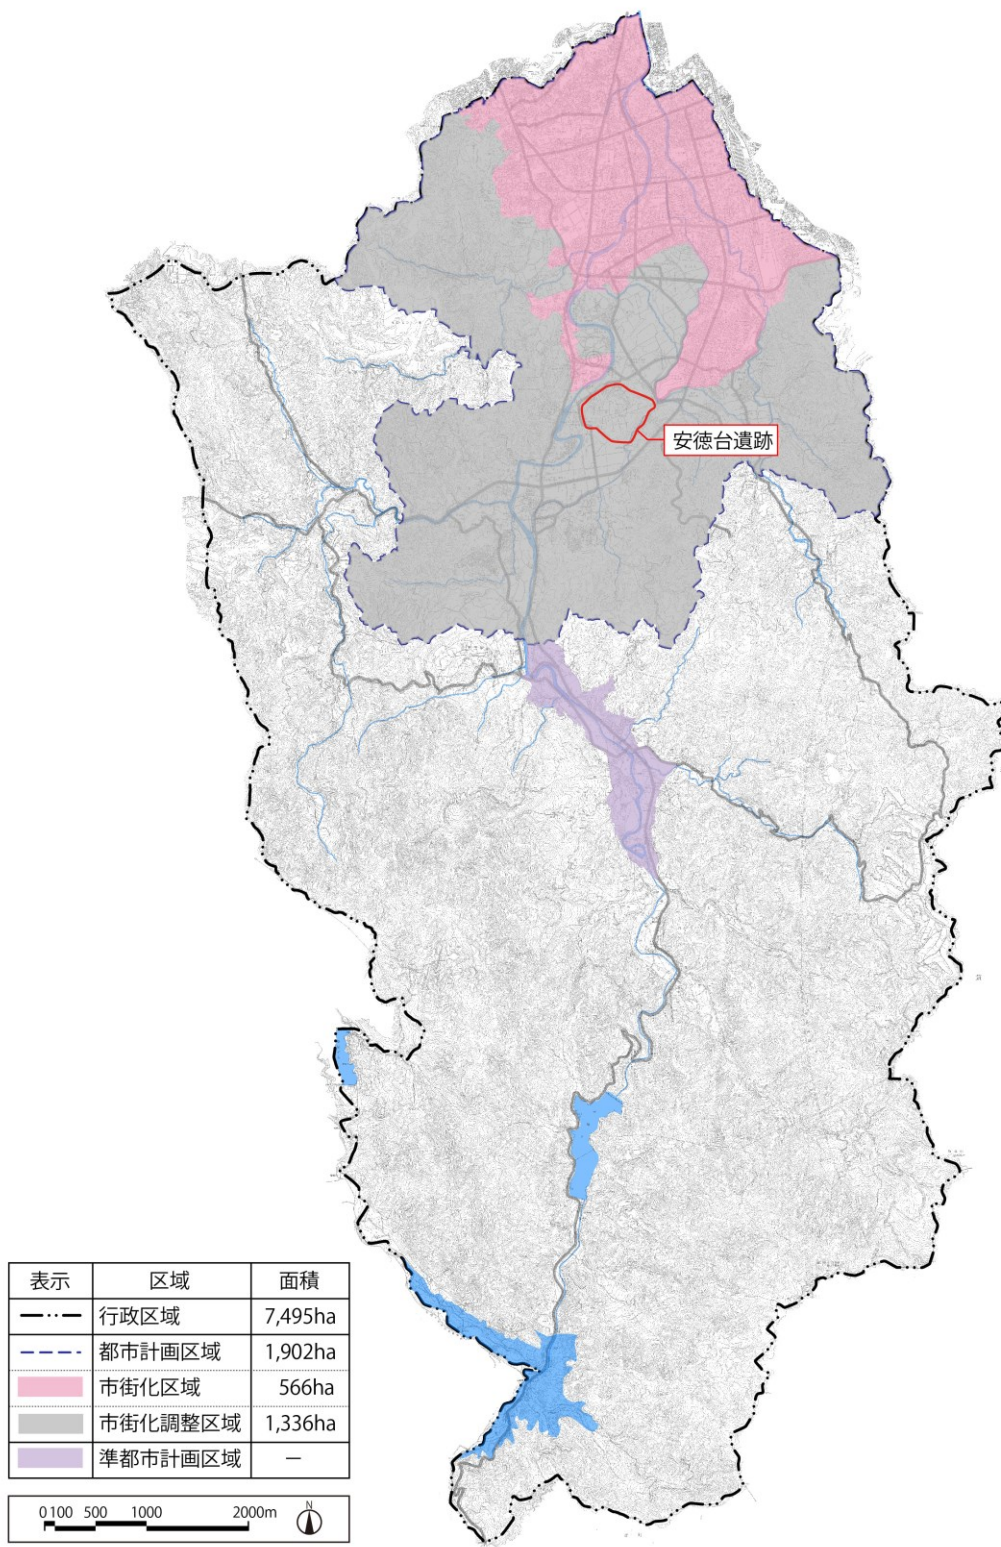 安徳台遺跡
表示 区域 面積
行政区域 7,495ha
都市計画区域 1,902ha
市街化区域 566ha
市街化調整区域 1,336ha
準都市計画区域 －
0 100 500 1000 2000m N